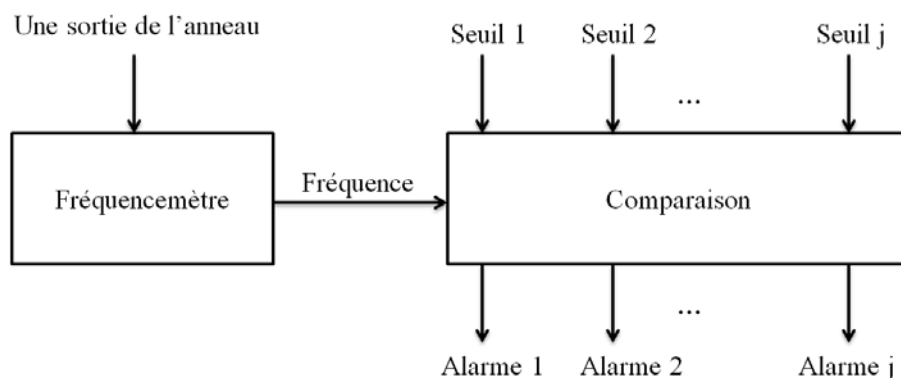 Une sortie de l'anneau
Seuil 1
Seuil 2
Seuil j
...
Fréquencemètre
Fréquence
Comparaison
...
Alarme 1
Alarme 2
Alarme j